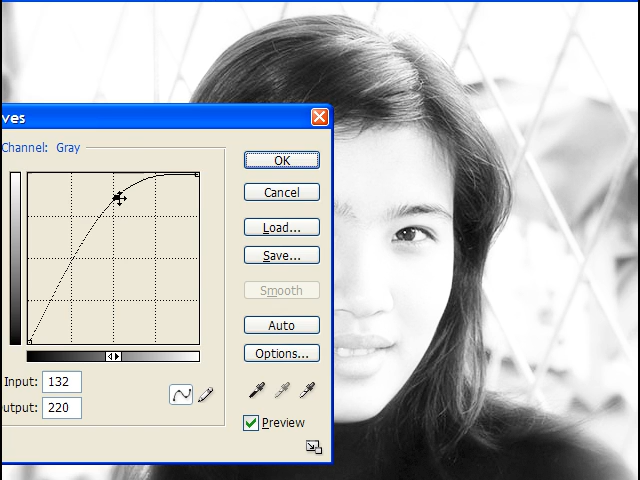 ves
Channel: Gray
OK
Cancel
Load...
Save...
Smooth
Auto
Options...
Input: 132
utput: 220
Preview